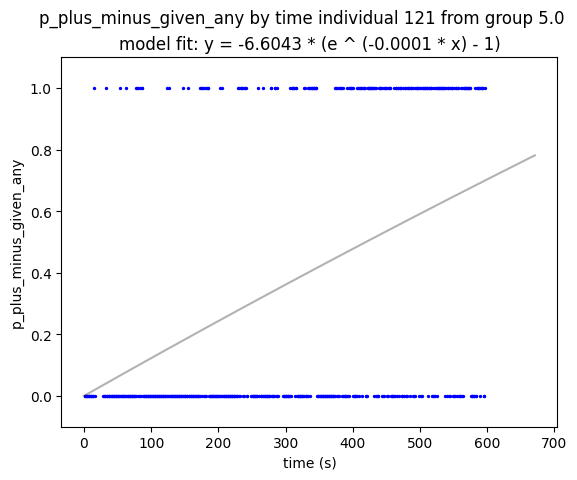 p_plus_minus_given_any by time individual 121 from group 5.0
model fit: y = -6.6043 * (e ^ (-0.0001 * x) - 1)
p_plus_minus_given_any
1.0
0.8
0.6
0.4
0.2
0.0
0 100 200 300 400 500 600 700
time (s)